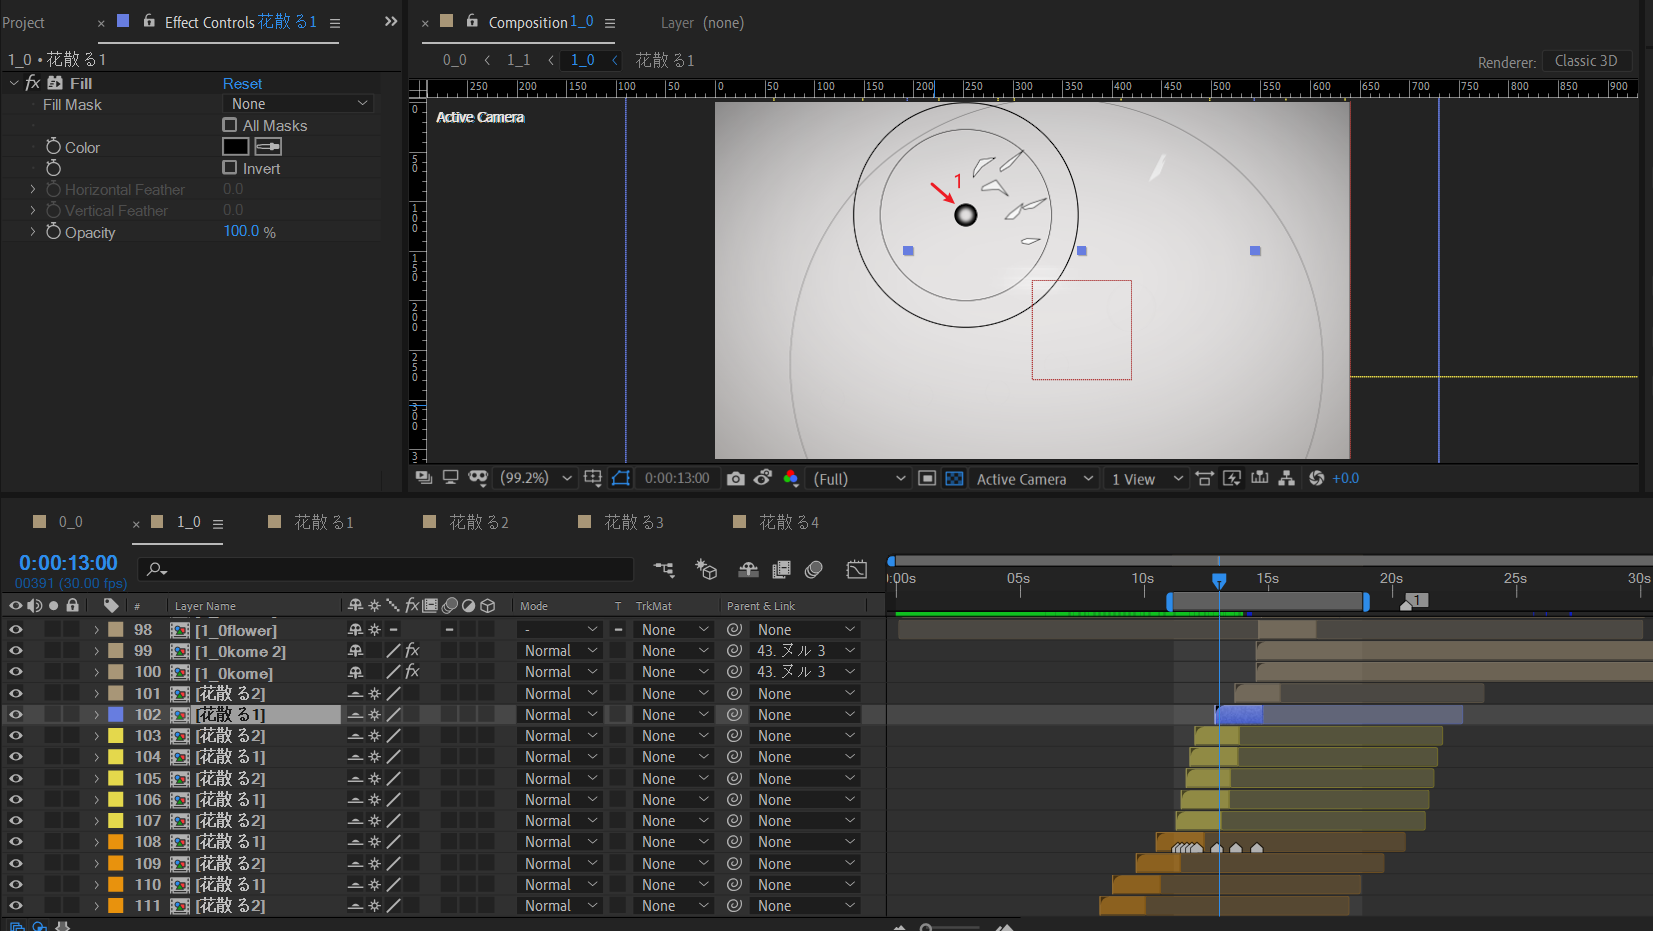 Project × Effect Controls 花散る1 ≡ »
× Composition 1_0 ≡ Layer (none)
1_0 • 花散る1
0_0 < 1_1 < 1_0 < 花散る1
Renderer: Classic 3D
fx Fill Reset
Fill Mask None
All Masks
Color
Invert
Horizontal Feather 0.0
Vertical Feather 0.0
Opacity 100.0 %
250 200 150 100 50 0 50 100 150 200 250 300 350 400 450 500 550 600 650 700 750 800 850 900
0
50
100
150
200
250
300
3
Active Camera
1
(99.2%) 0:00:13:00 (Full) Active Camera 1 View +0.0
0_0 × 1_0 ≡ 花散る1 花散る2 花散る3 花散る4
0:00:13:00
00391 (30.00 fps)
:00s 05s 10s 15s 20s 25s 30s
1
# Layer Name fx Mode T TrkMat Parent & Link
98 [1_0flower] - None None
99 [1_0kome 2] fx Normal None 43. ヌル 3
100 [1_0kome] fx Normal None 43. ヌル 3
101 [花散る2] Normal None None
102 [花散る1] Normal None None
103 [花散る2] Normal None None
104 [花散る1] Normal None None
105 [花散る2] Normal None None
106 [花散る1] Normal None None
107 [花散る2] Normal None None
108 [花散る1] Normal None None
109 [花散る2] Normal None None
110 [花散る1] Normal None None
111 [花散る2] Normal None None